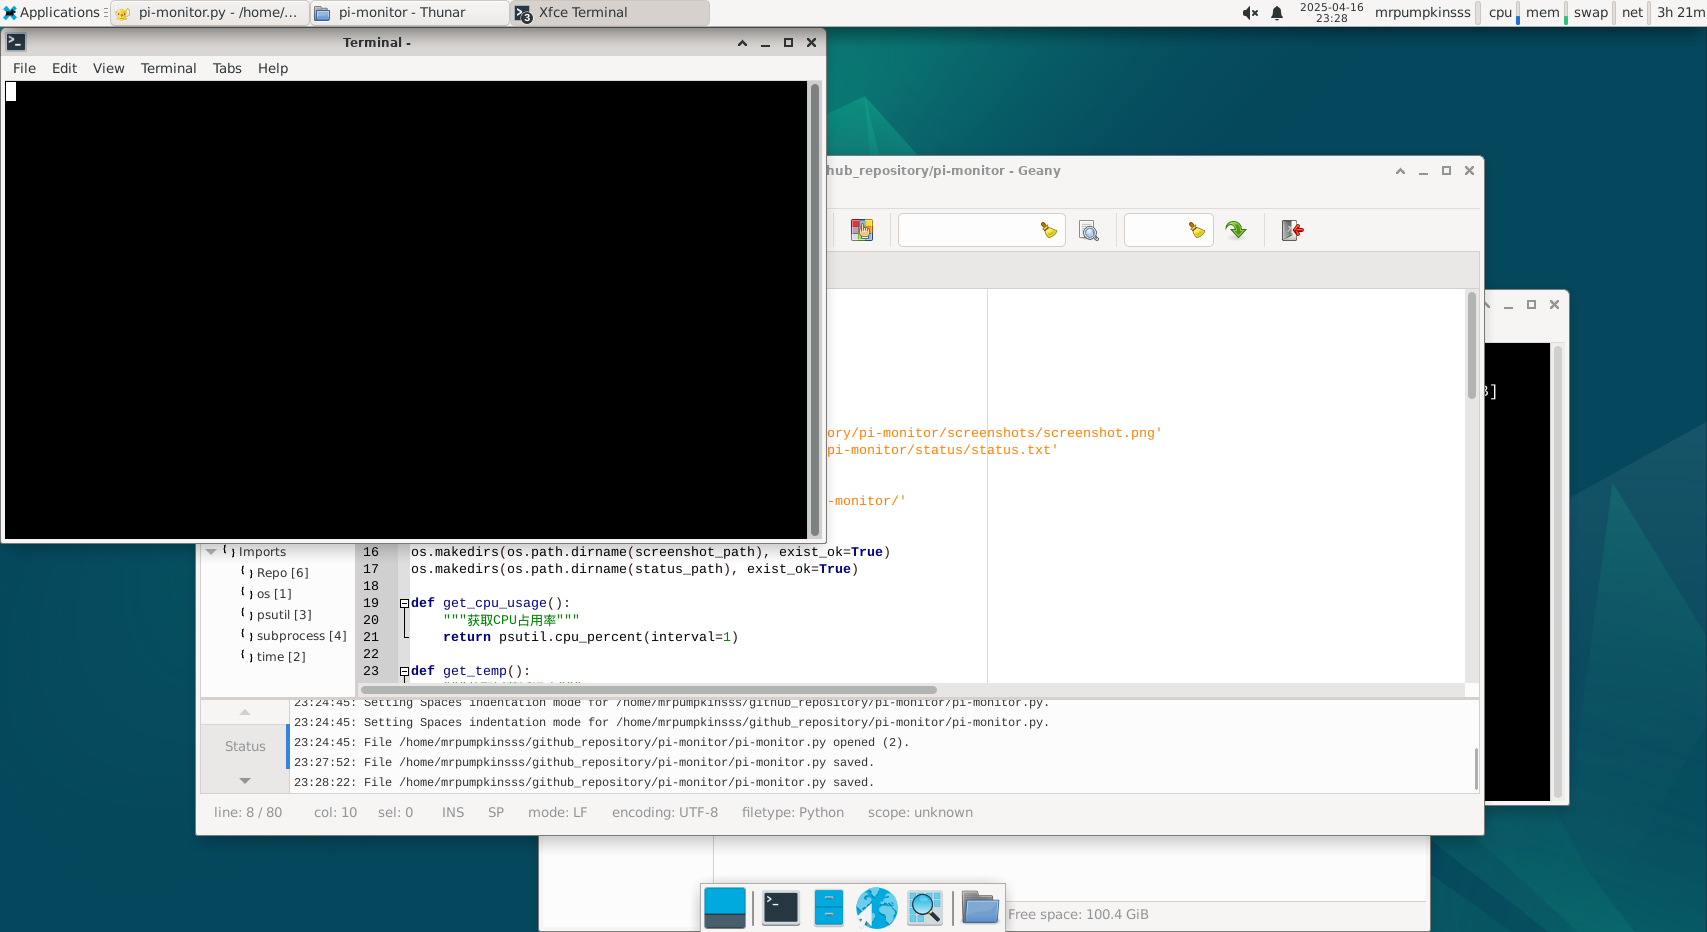 Applications
pi-monitor.py - /home/...
pi-monitor - Thunar
3
Xfce Terminal
2025-04-16
23:28
mrpumpkinsss
cpu
mem
swap
net
3h 21m
Terminal -
File Edit View Terminal Tabs Help
hub_repository/pi-monitor - Geany
]
ory/pi-monitor/screenshots/screenshot.png'
pi-monitor/status/status.txt'
-monitor/'
Imports
Repo [6]
os [1]
psutil [3]
subprocess [4]
time [2]
16 os.makedirs(os.path.dirname(screenshot_path), exist_ok=True)
17 os.makedirs(os.path.dirname(status_path), exist_ok=True)
18
19 def get_cpu_usage():
20 """获取CPU占用率"""
21 return psutil.cpu_percent(interval=1)
22
23 def get_temp():
23:24:45: Setting Spaces indentation mode for /home/mrpumpkinsss/github_repository/pi-monitor/pi-monitor.py.
23:24:45: Setting Spaces indentation mode for /home/mrpumpkinsss/github_repository/pi-monitor/pi-monitor.py.
23:24:45: File /home/mrpumpkinsss/github_repository/pi-monitor/pi-monitor.py opened (2).
23:27:52: File /home/mrpumpkinsss/github_repository/pi-monitor/pi-monitor.py saved.
23:28:22: File /home/mrpumpkinsss/github_repository/pi-monitor/pi-monitor.py saved.
Status
line: 8 / 80 col: 10 sel: 0 INS SP mode: LF encoding: UTF-8 filetype: Python scope: unknown
Free space: 100.4 GiB